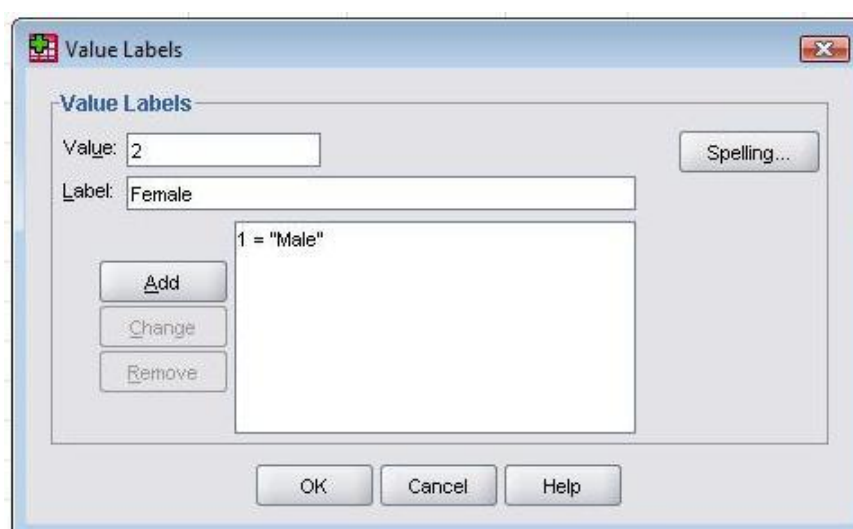 Value Labels
Value Labels
Value: 2
Spelling...
Label: Female
1 = "Male"
Add
Change
Remove
OK Cancel Help